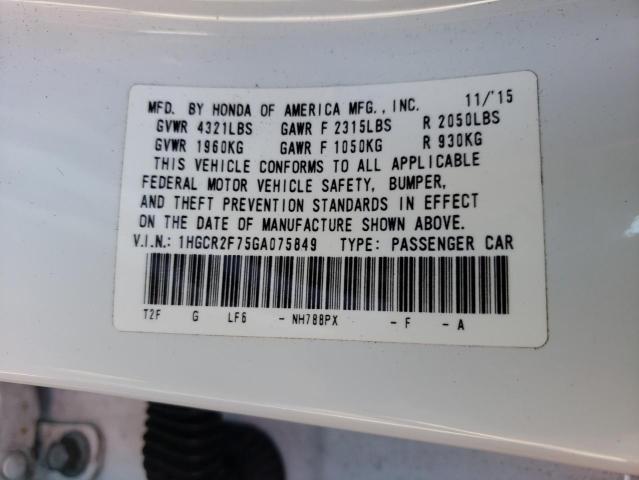 MFD. BY HONDA OF AMERICA MFG., INC. 11/'15
GVWR 4321LBS GAWR F 2315LBS R 2050LBS
GVWR 1960KG GAWR F 1050KG R 930KG
THIS VEHICLE CONFORMS TO ALL APPLICABLE
FEDERAL MOTOR VEHICLE SAFETY, BUMPER,
AND THEFT PREVENTION STANDARDS IN EFFECT
ON THE DATE OF MANUFACTURE SHOWN ABOVE.
V.I.N.: 1HGCR2F75GA075849 TYPE: PASSENGER CAR
T2F G LF6 - NH788PX - F - A